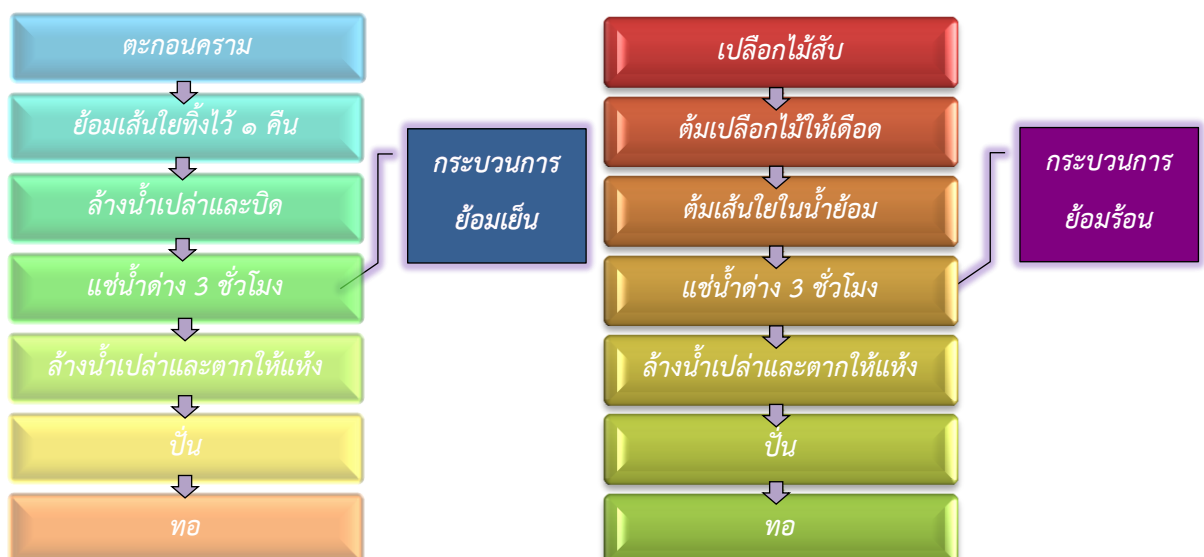 ตะกอนคราม
ย้อมเส้นใยทิ้งไว้ ๑ คืน
ล้างน้ำเปล่าและบิด
แช่น้ำด่าง 3 ชั่วโมง
ล้างน้ำเปล่าและตากให้แห้ง
ปั่น
ทอ
กระบวนการ
ย้อมเย็น
เปลือกไม้สับ
ต้มเปลือกไม้ให้เดือด
ต้มเส้นใยในน้ำย้อม
แช่น้ำด่าง 3 ชั่วโมง
ล้างน้ำเปล่าและตากให้แห้ง
ปั่น
ทอ
กระบวนการ
ย้อมร้อน